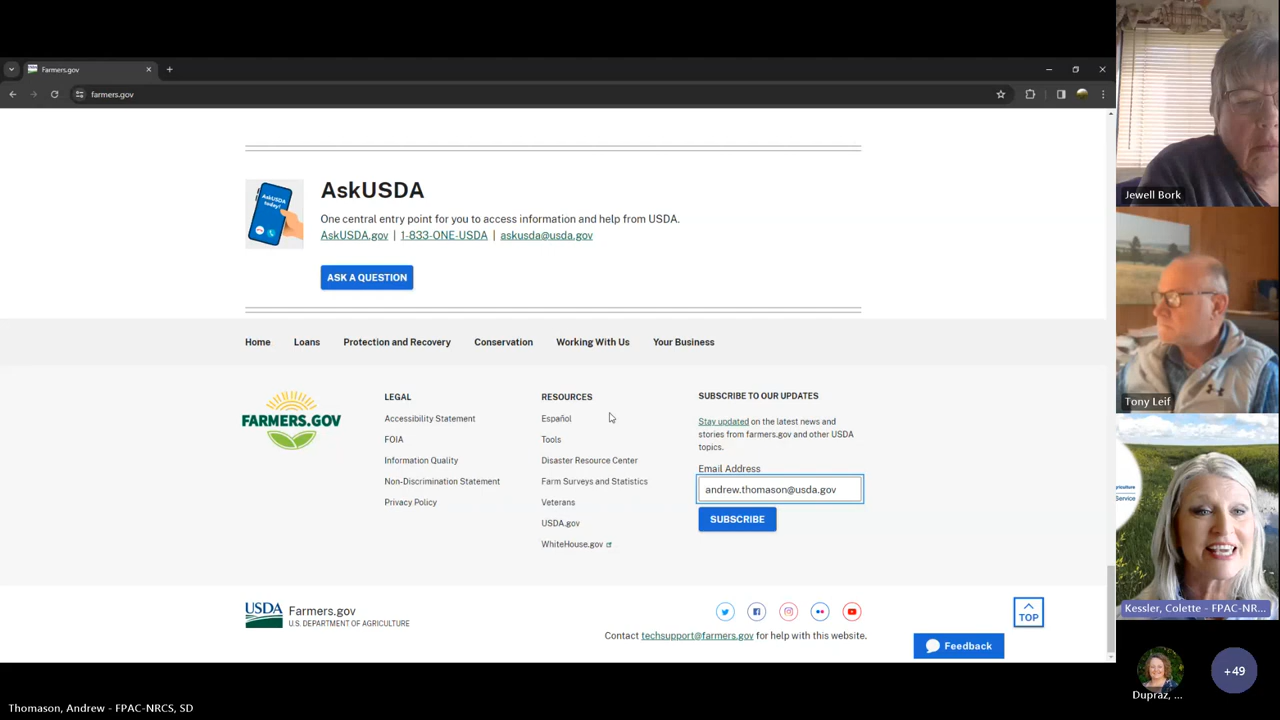 Farmers.gov
farmers.gov
AskUSDA today!
AskUSDA
One central entry point for you to access information and help from USDA.
AskUSDA.gov | 1-833-ONE-USDA | askusda@usda.gov
ASK A QUESTION
Home Loans Protection and Recovery Conservation Working With Us Your Business
FARMERS.GOV
LEGAL
Accessibility Statement
FOIA
Information Quality
Non-Discrimination Statement
Privacy Policy
RESOURCES
Español
Tools
Disaster Resource Center
Farm Surveys and Statistics
Veterans
USDA.gov
WhiteHouse.gov
SUBSCRIBE TO OUR UPDATES
Stay updated on the latest news and
stories from farmers.gov and other USDA
topics.
Email Address
andrew.thomason@usda.gov
SUBSCRIBE
USDA
Farmers.gov
U.S. DEPARTMENT OF AGRICULTURE
Contact techsupport@farmers.gov for help with this website.
TOP
Feedback
Jewell Bork
Tony Leif
Service
Kessler, Colette - FPAC-NR...
Dupraz, ...
+49
Thomason, Andrew - FPAC-NRCS, SD